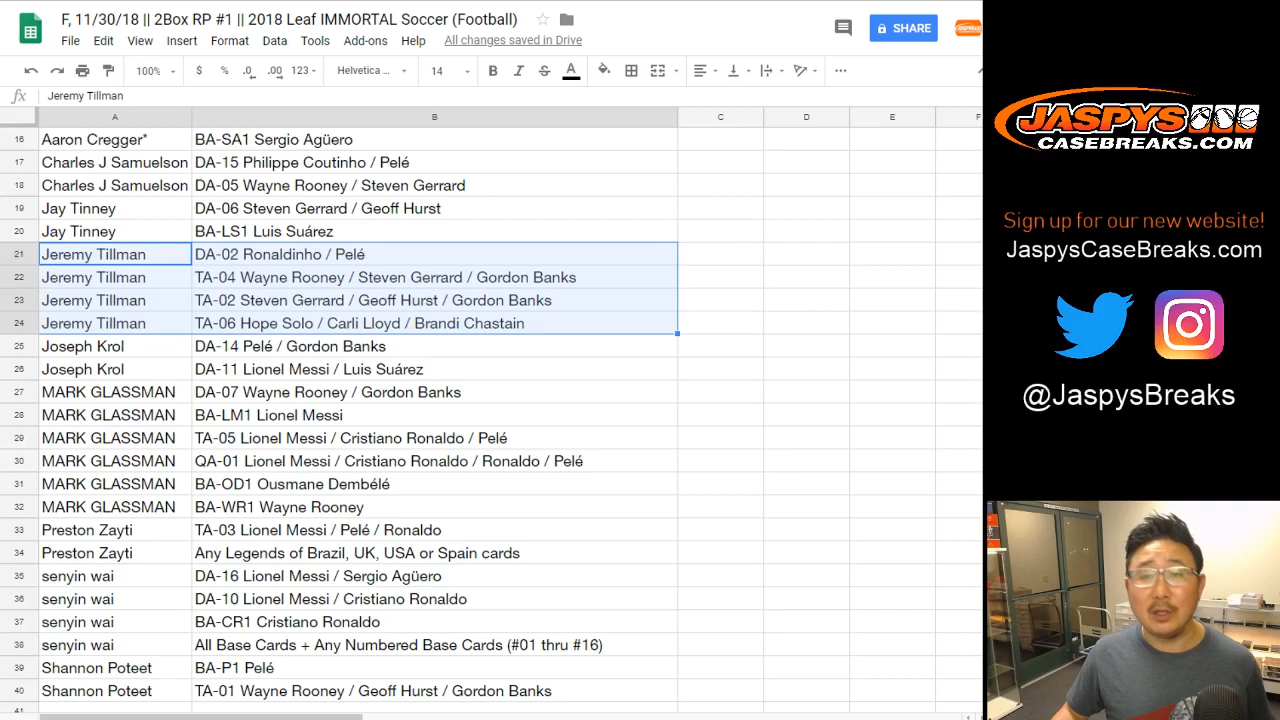 F, 11/30/18 || 2Box RP #1 || 2018 Leaf IMMORTAL Soccer (Football)
File Edit View Insert Format Data Tools Add-ons Help All changes saved in Drive
SHARE
100% $ % .0 .00 123 Helvetica... 14 B I S A
fx Jeremy Tillman
A B C D E F
16 Aaron Cregger* BA-SA1 Sergio Agüero
17 Charles J Samuelson DA-15 Philippe Coutinho / Pelé
18 Charles J Samuelson DA-05 Wayne Rooney / Steven Gerrard
19 Jay Tinney DA-06 Steven Gerrard / Geoff Hurst
20 Jay Tinney BA-LS1 Luis Suárez
21 Jeremy Tillman DA-02 Ronaldinho / Pelé
22 Jeremy Tillman TA-04 Wayne Rooney / Steven Gerrard / Gordon Banks
23 Jeremy Tillman TA-02 Steven Gerrard / Geoff Hurst / Gordon Banks
24 Jeremy Tillman TA-06 Hope Solo / Carli Lloyd / Brandi Chastain
25 Joseph Krol DA-14 Pelé / Gordon Banks
26 Joseph Krol DA-11 Lionel Messi / Luis Suárez
27 MARK GLASSMAN DA-07 Wayne Rooney / Gordon Banks
28 MARK GLASSMAN BA-LM1 Lionel Messi
29 MARK GLASSMAN TA-05 Lionel Messi / Cristiano Ronaldo / Pelé
30 MARK GLASSMAN QA-01 Lionel Messi / Cristiano Ronaldo / Ronaldo / Pelé
31 MARK GLASSMAN BA-OD1 Ousmane Dembélé
32 MARK GLASSMAN BA-WR1 Wayne Rooney
33 Preston Zayti TA-03 Lionel Messi / Pelé / Ronaldo
34 Preston Zayti Any Legends of Brazil, UK, USA or Spain cards
35 senyin wai DA-16 Lionel Messi / Sergio Agüero
36 senyin wai DA-10 Lionel Messi / Cristiano Ronaldo
37 senyin wai BA-CR1 Cristiano Ronaldo
38 senyin wai All Base Cards + Any Numbered Base Cards (#01 thru #16)
39 Shannon Poteet BA-P1 Pelé
40 Shannon Poteet TA-01 Wayne Rooney / Geoff Hurst / Gordon Banks
41
JASPYS
CASEBREAKS.COM
Sign up for our new website!
JaspysCaseBreaks.com
@JaspysBreaks